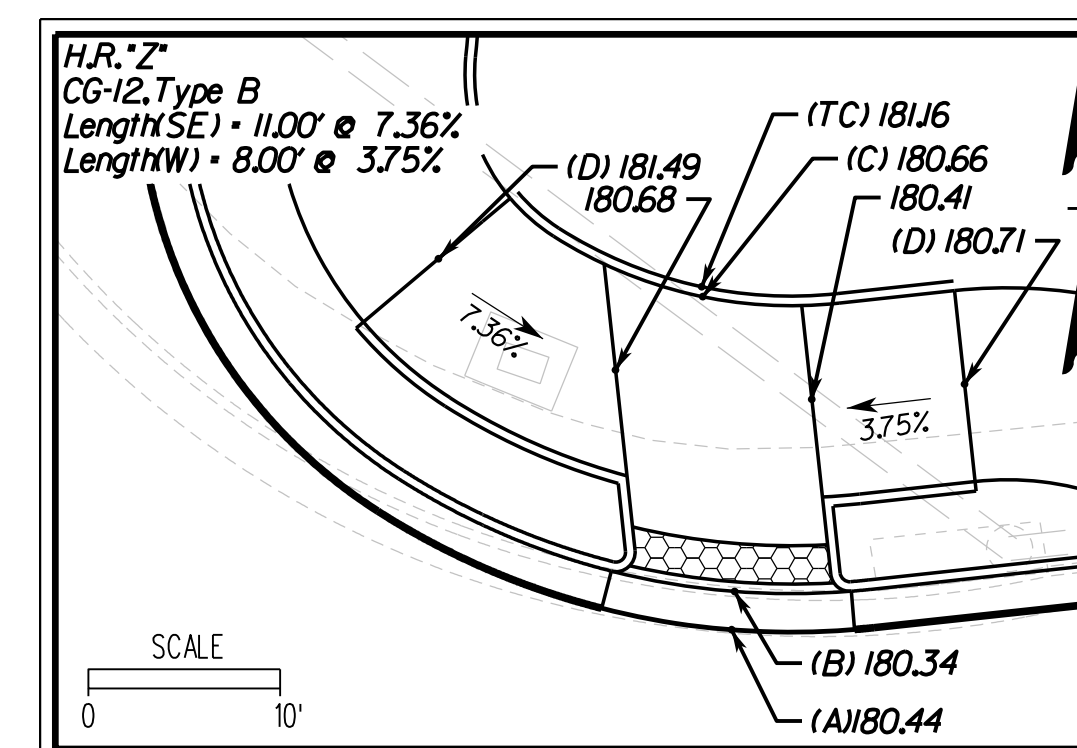 H.R. "Z"
CG-12, Type B
Length(SE) = 11.00' @ 7.36%
Length(W) = 8.00' @ 3.75%
(TC) 181.16
(D) 181.49
(C) 180.66
180.68
180.41
(D) 180.71
7.36%
3.75%
(B) 180.34
(A)180.44
SCALE
0 10'